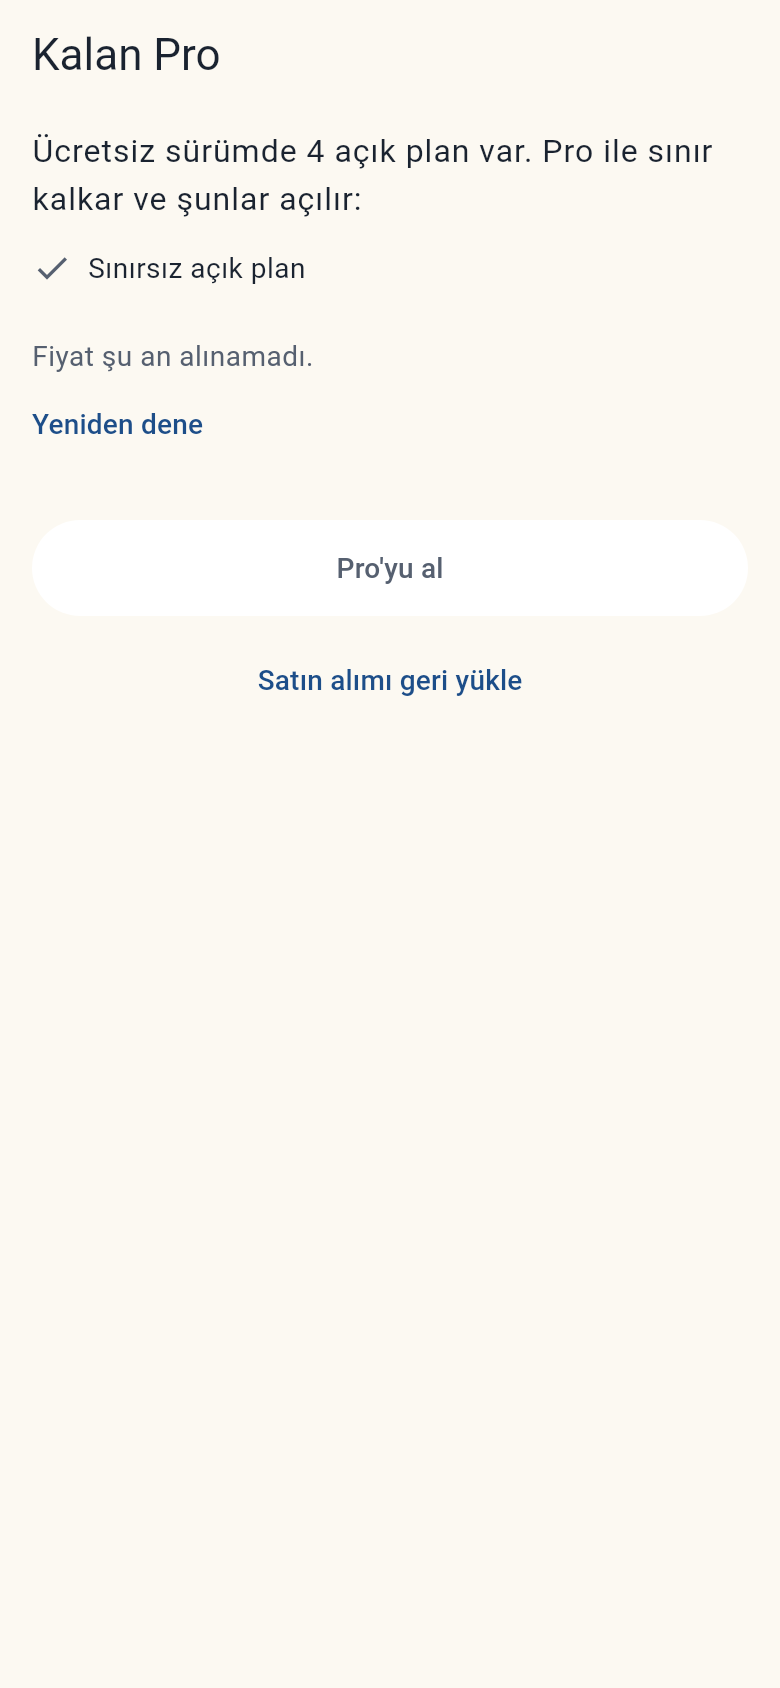 Kalan Pro
Ücretsiz sürümde 4 açık plan var. Pro ile sınır
kalkar ve şunlar açılır:
Sınırsız açık plan
Fiyat şu an alınamadı.
Yeniden dene
Pro'yu al
Satın alımı geri yükle